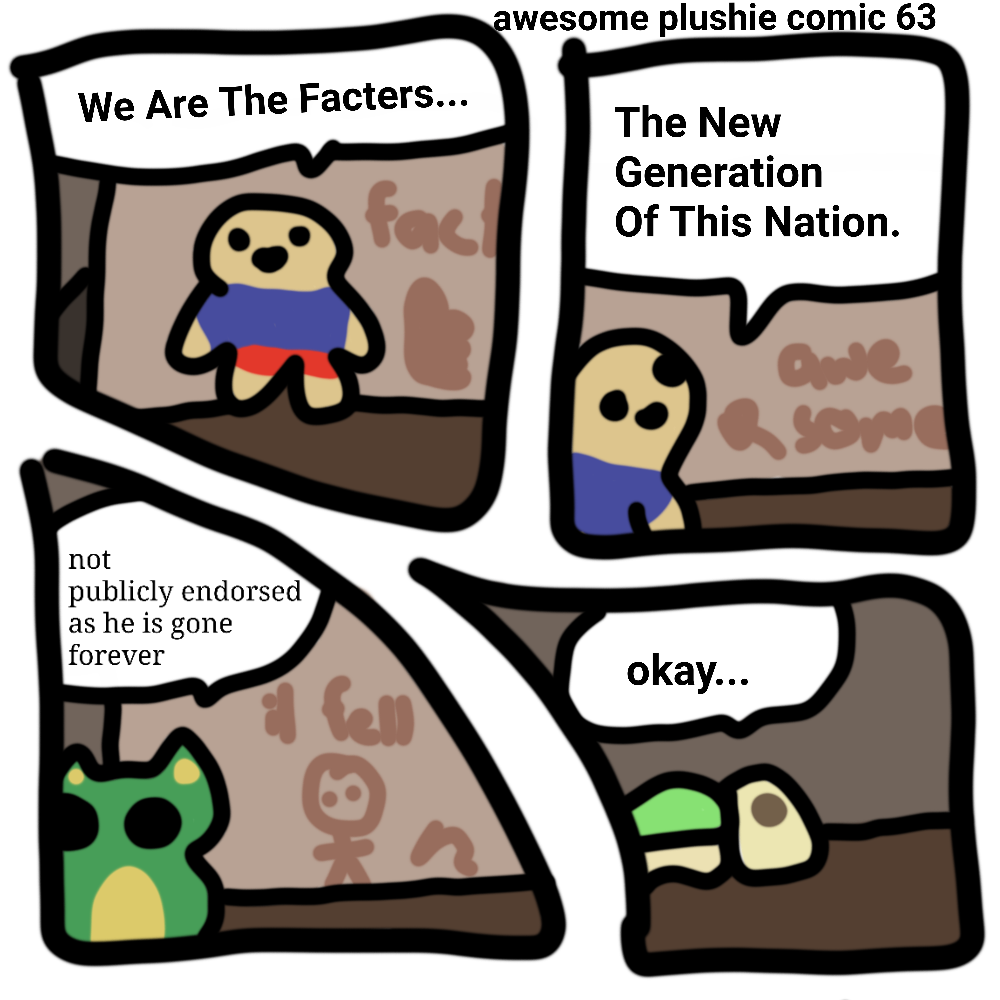 awesome plushie comic 63
We Are The Facters...
fact
The New
Generation
Of This Nation.
awe
some
not
publicly endorsed
as he is gone
forever
fell
okay...